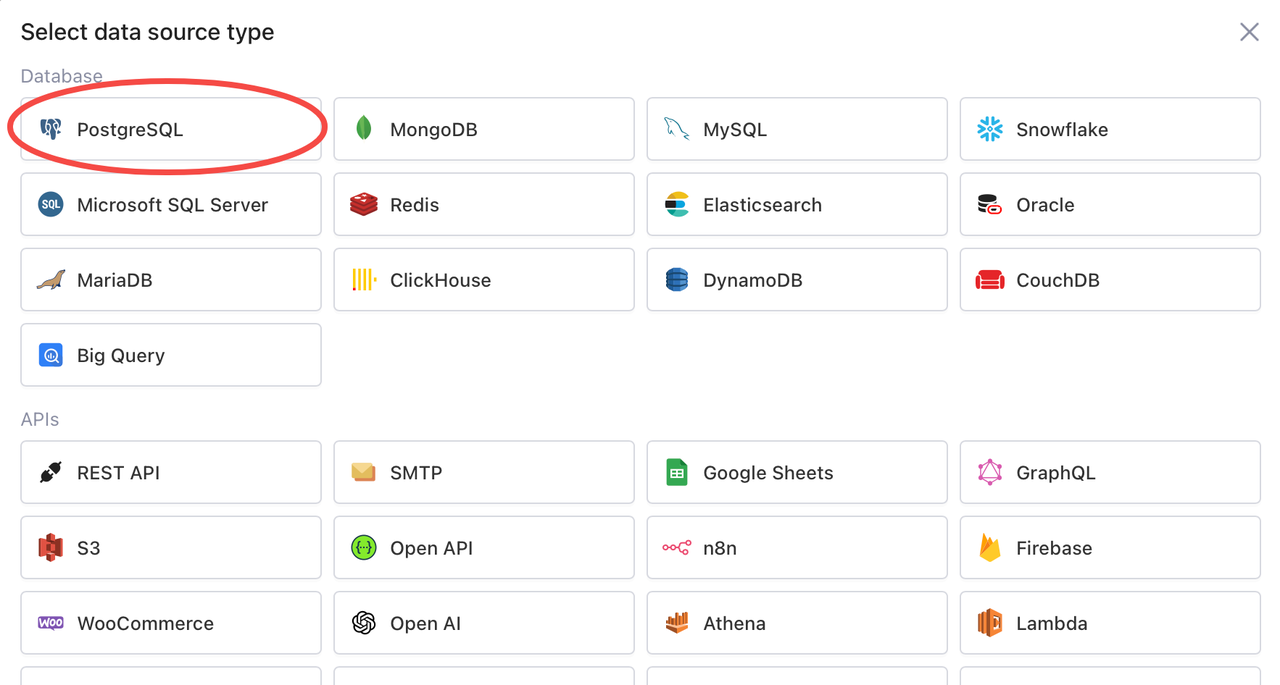 Select data source type
Database
PostgreSQL
MongoDB
MySQL
Snowflake
SQL
Microsoft SQL Server
Redis
Elasticsearch
Oracle
MariaDB
ClickHouse
DynamoDB
CouchDB
Big Query
APIs
REST API
SMTP
Google Sheets
GraphQL
S3
{··}
Open API
n8n
Firebase
WOO
WooCommerce
Open AI
Athena
Lambda